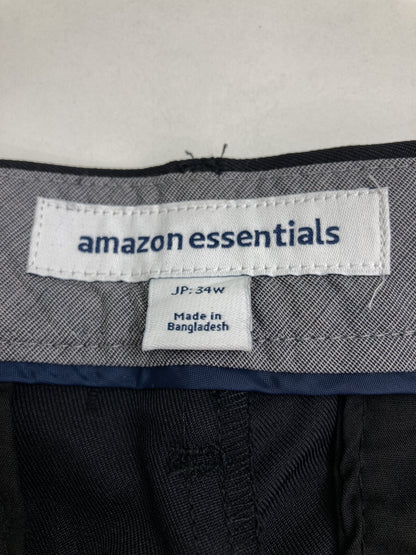 amazon essentials
JP: 34W
Made in
Bangladesh